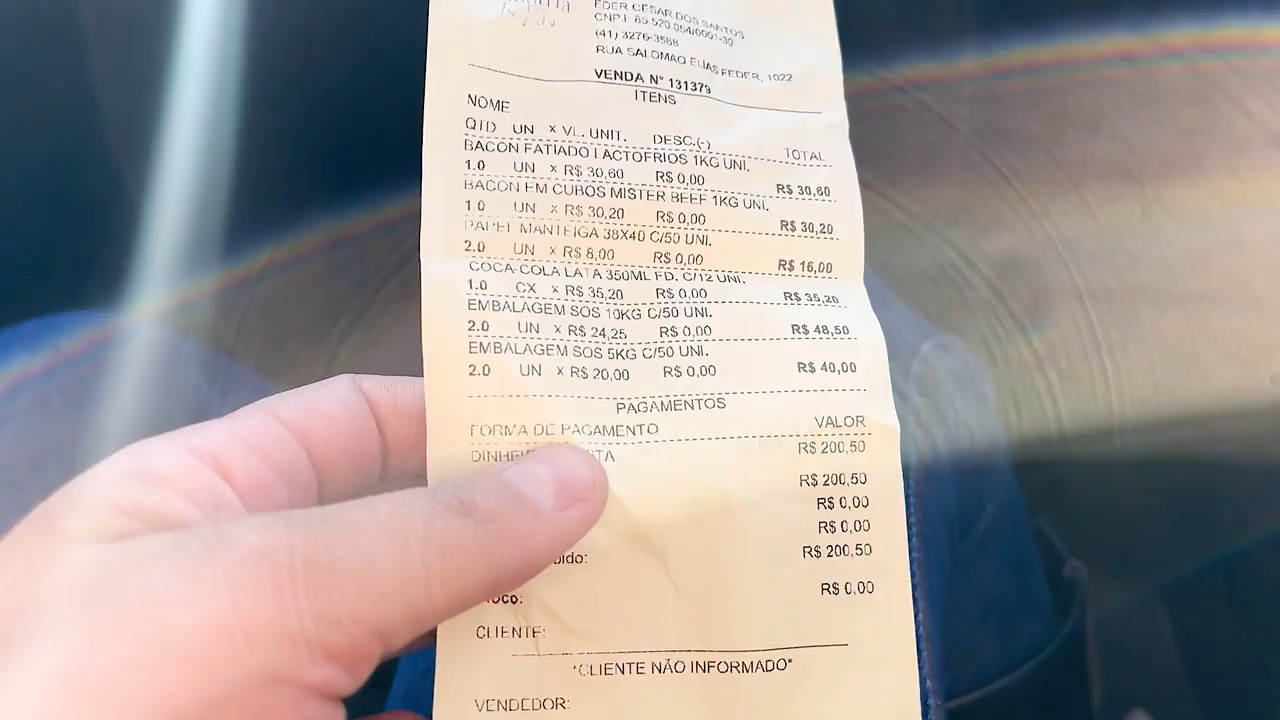 EDER CESAR DOS SANTOS
CNPJ: 85.520.054/0001-30
(41) 3276-3568
RUA SALOMAO ELIAS FEDER, 1022
VENDA N° 131379
ITENS
NOME
QTD UN × VL. UNIT. DESC.(-) TOTAL
BACON FATIADO LACTOFRIOS 1KG UNI.
1.0 UN × R$ 30,60 R$ 0,00 R$ 30,60
BACON EM CUBOS MISTER BEEF 1KG UNI.
1.0 UN × R$ 30,20 R$ 0,00 R$ 30,20
PAPEL MANTEIGA 38X40 C/50 UNI.
2.0 UN × R$ 8,00 R$ 0,00 R$ 16,00
COCA-COLA LATA 350ML FD. C/12 UNI.
1.0 CX × R$ 35,20 R$ 0,00 R$ 35,20
EMBALAGEM SOS 10KG C/50 UNI.
2.0 UN × R$ 24,25 R$ 0,00 R$ 48,50
EMBALAGEM SOS 5KG C/50 UNI.
2.0 UN × R$ 20,00 R$ 0,00 R$ 40,00
PAGAMENTOS
FORMA DE PAGAMENTO VALOR
R$ 200,50
R$ 200,50
R$ 0,00
R$ 0,00
R$ 200,50
R$ 0,00
CLIENTE:
*CLIENTE NÃO INFORMADO*
VENDEDOR: